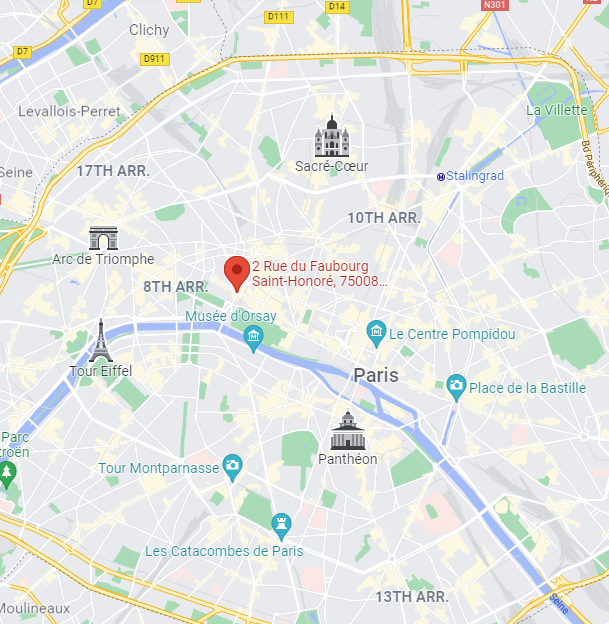 D7
D111
D14
N301
Clichy
D7
D911
Levallois-Perret
La Villette
Bd Périphérique
Seine
17TH ARR.
Sacré-Cœur
Stalingrad
10TH ARR.
Arc de Triomphe
8TH ARR.
2 Rue du Faubourg
Saint-Honoré, 75008...
Musée d'Orsay
Le Centre Pompidou
Tour Eiffel
Paris
Place de la Bastille
Parc
troën
Panthéon
Tour Montparnasse
Les Catacombes de Paris
13TH ARR.
Moulineaux
Seine